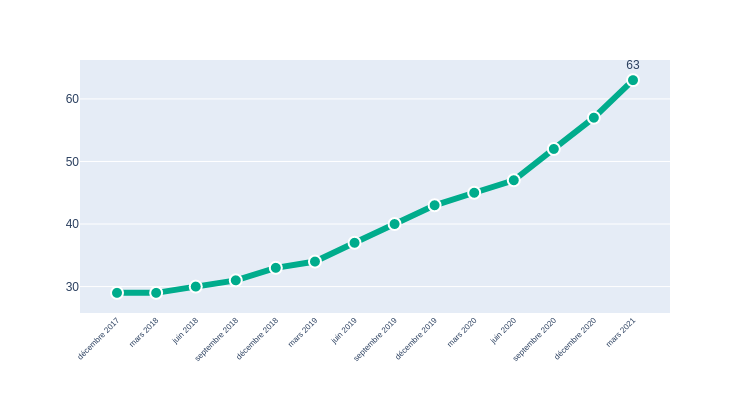 63
60
50
40
30
décembre 2017
mars 2018
juin 2018
septembre 2018
décembre 2018
mars 2019
juin 2019
septembre 2019
décembre 2019
mars 2020
juin 2020
septembre 2020
décembre 2020
mars 2021